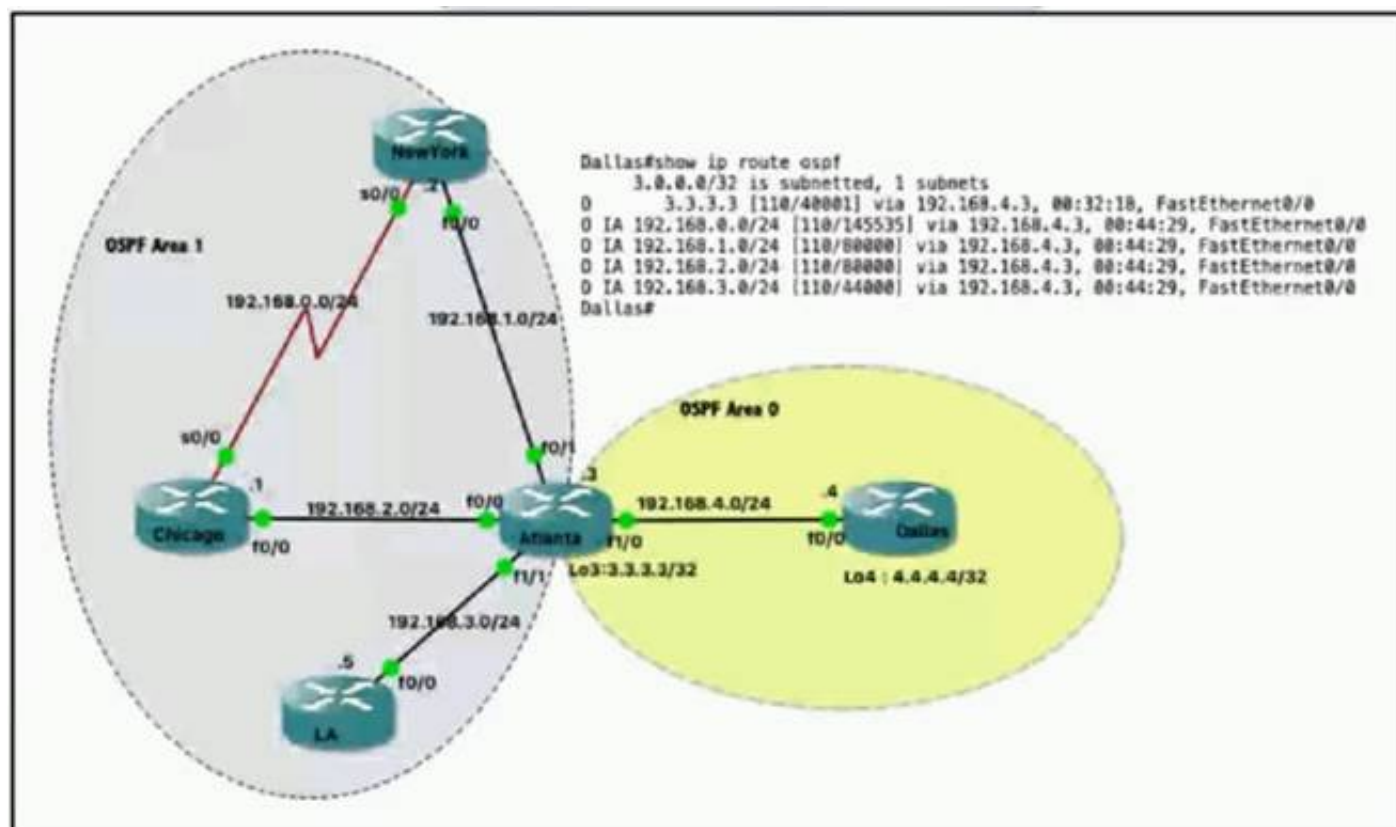 NewYork
.2
s0/0
f0/0
OSPF Area 1
Dallas#show ip route ospf
3.0.0.0/32 is subnetted, 1 subnets
O 3.3.3.3 [110/40001] via 192.168.4.3, 00:32:18, FastEthernet0/0
O IA 192.168.0.0/24 [110/145535] via 192.168.4.3, 00:44:29, FastEthernet0/0
O IA 192.168.1.0/24 [110/80000] via 192.168.4.3, 00:44:29, FastEthernet0/0
O IA 192.168.2.0/24 [110/80000] via 192.168.4.3, 00:44:29, FastEthernet0/0
O IA 192.168.3.0/24 [110/44000] via 192.168.4.3, 00:44:29, FastEthernet0/0
Dallas#
192.168.0.0/24
192.168.1.0/24
OSPF Area 0
s0/0
f0/1
.1
.3
Chicago
f0/0
192.168.2.0/24
f0/0
Atlanta
f1/0
192.168.4.0/24
.4
f0/0
Dallas
Lo3:3.3.3.3/32
Lo4 : 4.4.4.4/32
f1/1
192.168.3.0/24
.5
f0/0
LA